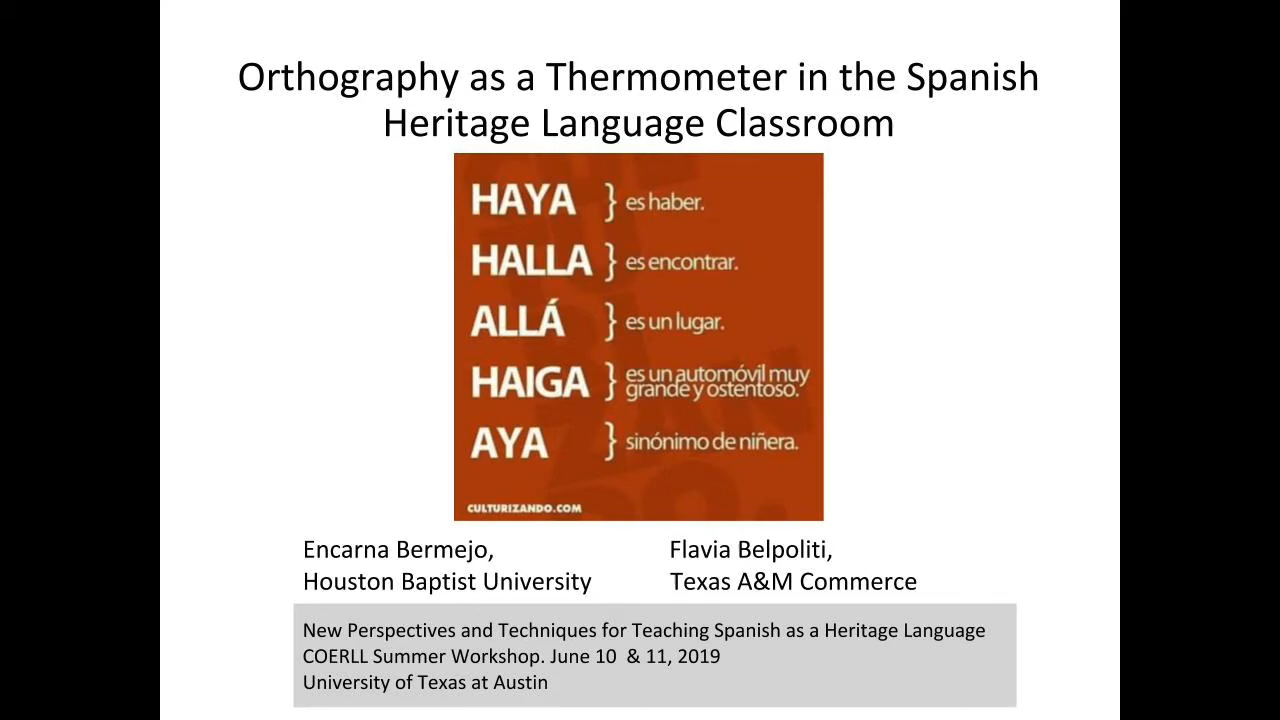 Orthography as a Thermometer in the Spanish
Heritage Language Classroom
HAYA } es haber.
HALLA } es encontrar.
ALLÁ } es un lugar.
HAIGA } es un automóvil muy
grande y ostentoso.
AYA } sinónimo de niñera.
CULTURIZANDO.COM
Encarna Bermejo,
Houston Baptist University
Flavia Belpoliti,
Texas A&M Commerce
New Perspectives and Techniques for Teaching Spanish as a Heritage Language
COERLL Summer Workshop. June 10 & 11, 2019
University of Texas at Austin